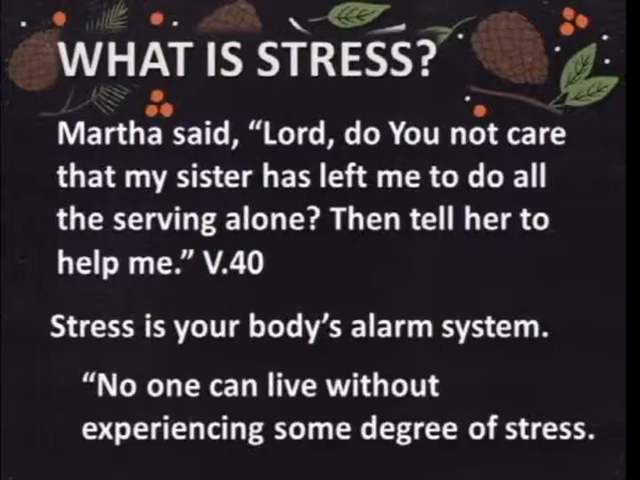 WHAT IS STRESS?
Martha said, “Lord, do You not care
that my sister has left me to do all
the serving alone? Then tell her to
help me.” V.40
Stress is your body’s alarm system.
“No one can live without
experiencing some degree of stress.